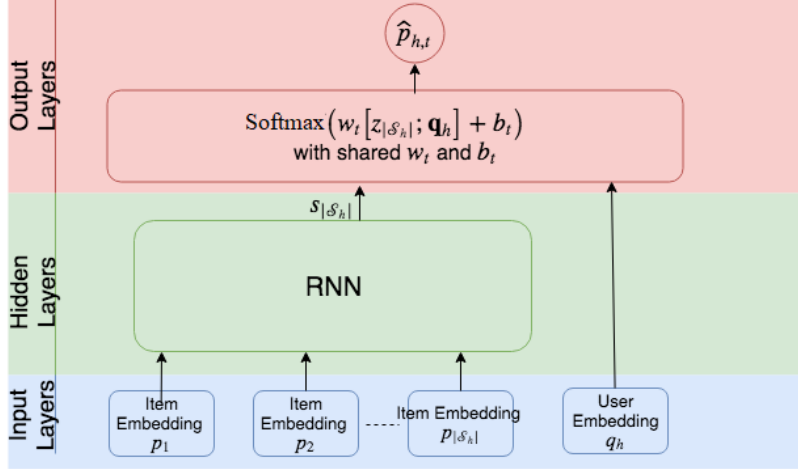 Output
Layers
p̂_{h,t}
Softmax(w_t[z_{|𝒮_h|}; 𝐪_h] + b_t)
with shared w_t and b_t
Hidden
Layers
s_{|𝒮_h|}
RNN
Input
Layers
Item
Embedding
p_1
Item
Embedding
p_2
Item Embedding
p_{|𝒮_h|}
User
Embedding
q_h